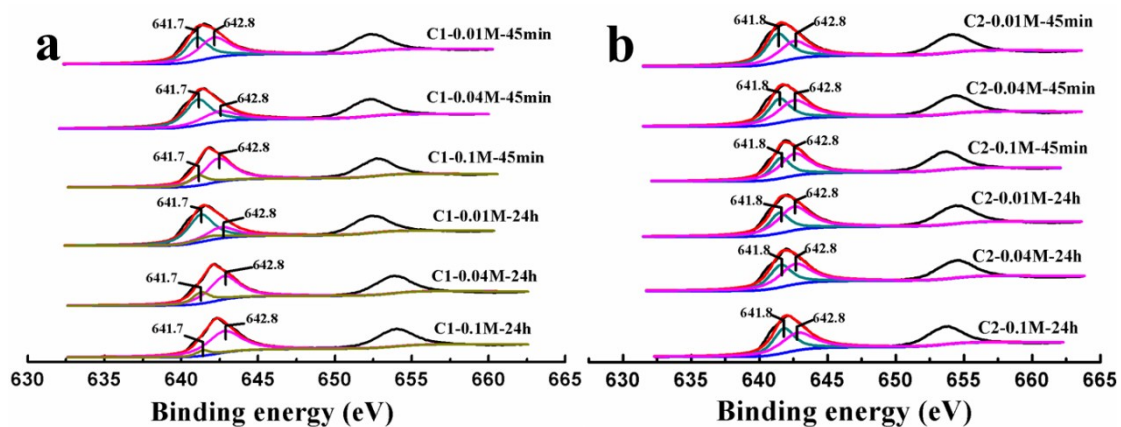 a
641.7 642.8 C1-0.01M-45min
641.7 642.8 C1-0.04M-45min
641.7 642.8 C1-0.1M-45min
641.7 642.8 C1-0.01M-24h
641.7 642.8 C1-0.04M-24h
641.7 642.8 C1-0.1M-24h
630 635 640 645 650 655 660 665
Binding energy (eV)
b
641.8 642.8 C2-0.01M-45min
641.8 642.8 C2-0.04M-45min
641.8 642.8 C2-0.1M-45min
641.8 642.8 C2-0.01M-24h
641.8 642.8 C2-0.04M-24h
641.8 642.8 C2-0.1M-24h
630 635 640 645 650 655 660 665
Binding energy (eV)